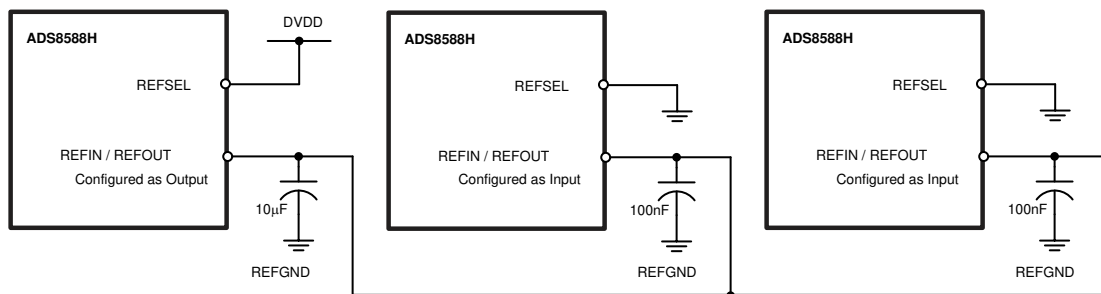 DVDD
ADS8588H
REFSEL
REFIN / REFOUT
Configured as Output
10μF
REFGND
ADS8588H
REFSEL
REFIN / REFOUT
Configured as Input
100nF
REFGND
ADS8588H
REFSEL
REFIN / REFOUT
Configured as Input
100nF
REFGND